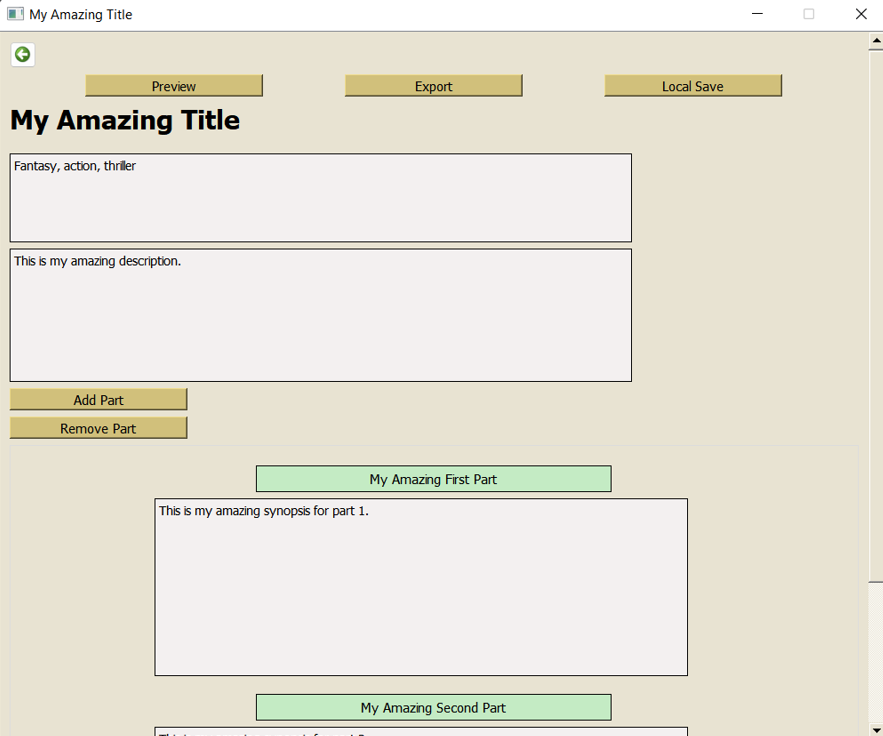 My Amazing Title
Preview Export Local Save
My Amazing Title
Fantasy, action, thriller
This is my amazing description.
Add Part
Remove Part
My Amazing First Part
This is my amazing synopsis for part 1.
My Amazing Second Part